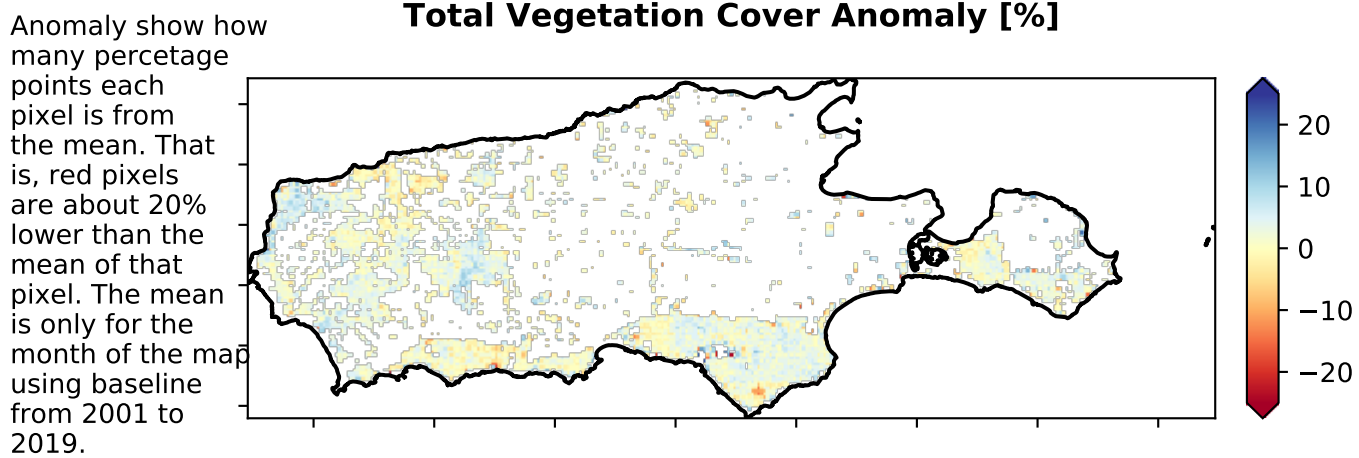 Total Vegetation Cover Anomaly [%]
Anomaly show how
many percetage
points each
pixel is from
the mean. That
is, red pixels
are about 20%
lower than the
mean of that
pixel. The mean
is only for the
month of the map
using baseline
from 2001 to
2019.
20
10
0
−10
−20